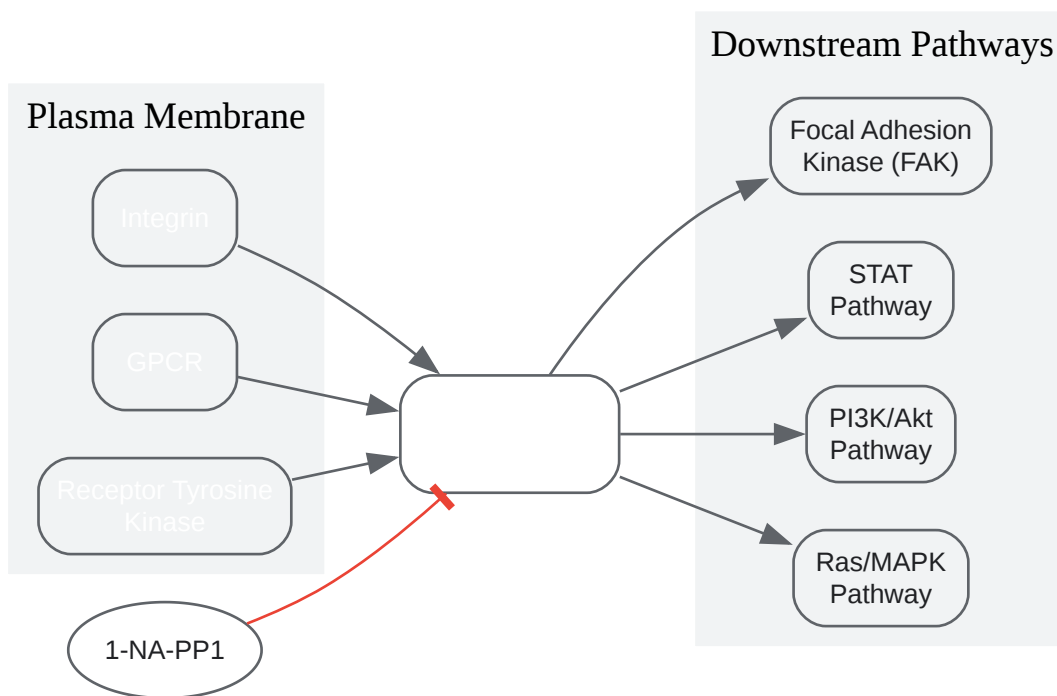 Downstream Pathways
Plasma Membrane
Focal Adhesion
Kinase (FAK)
Integrin
STAT
Pathway
GPCR
PI3K/Akt
Pathway
Receptor Tyrosine
Kinase
Ras/MAPK
Pathway
1-NA-PP1